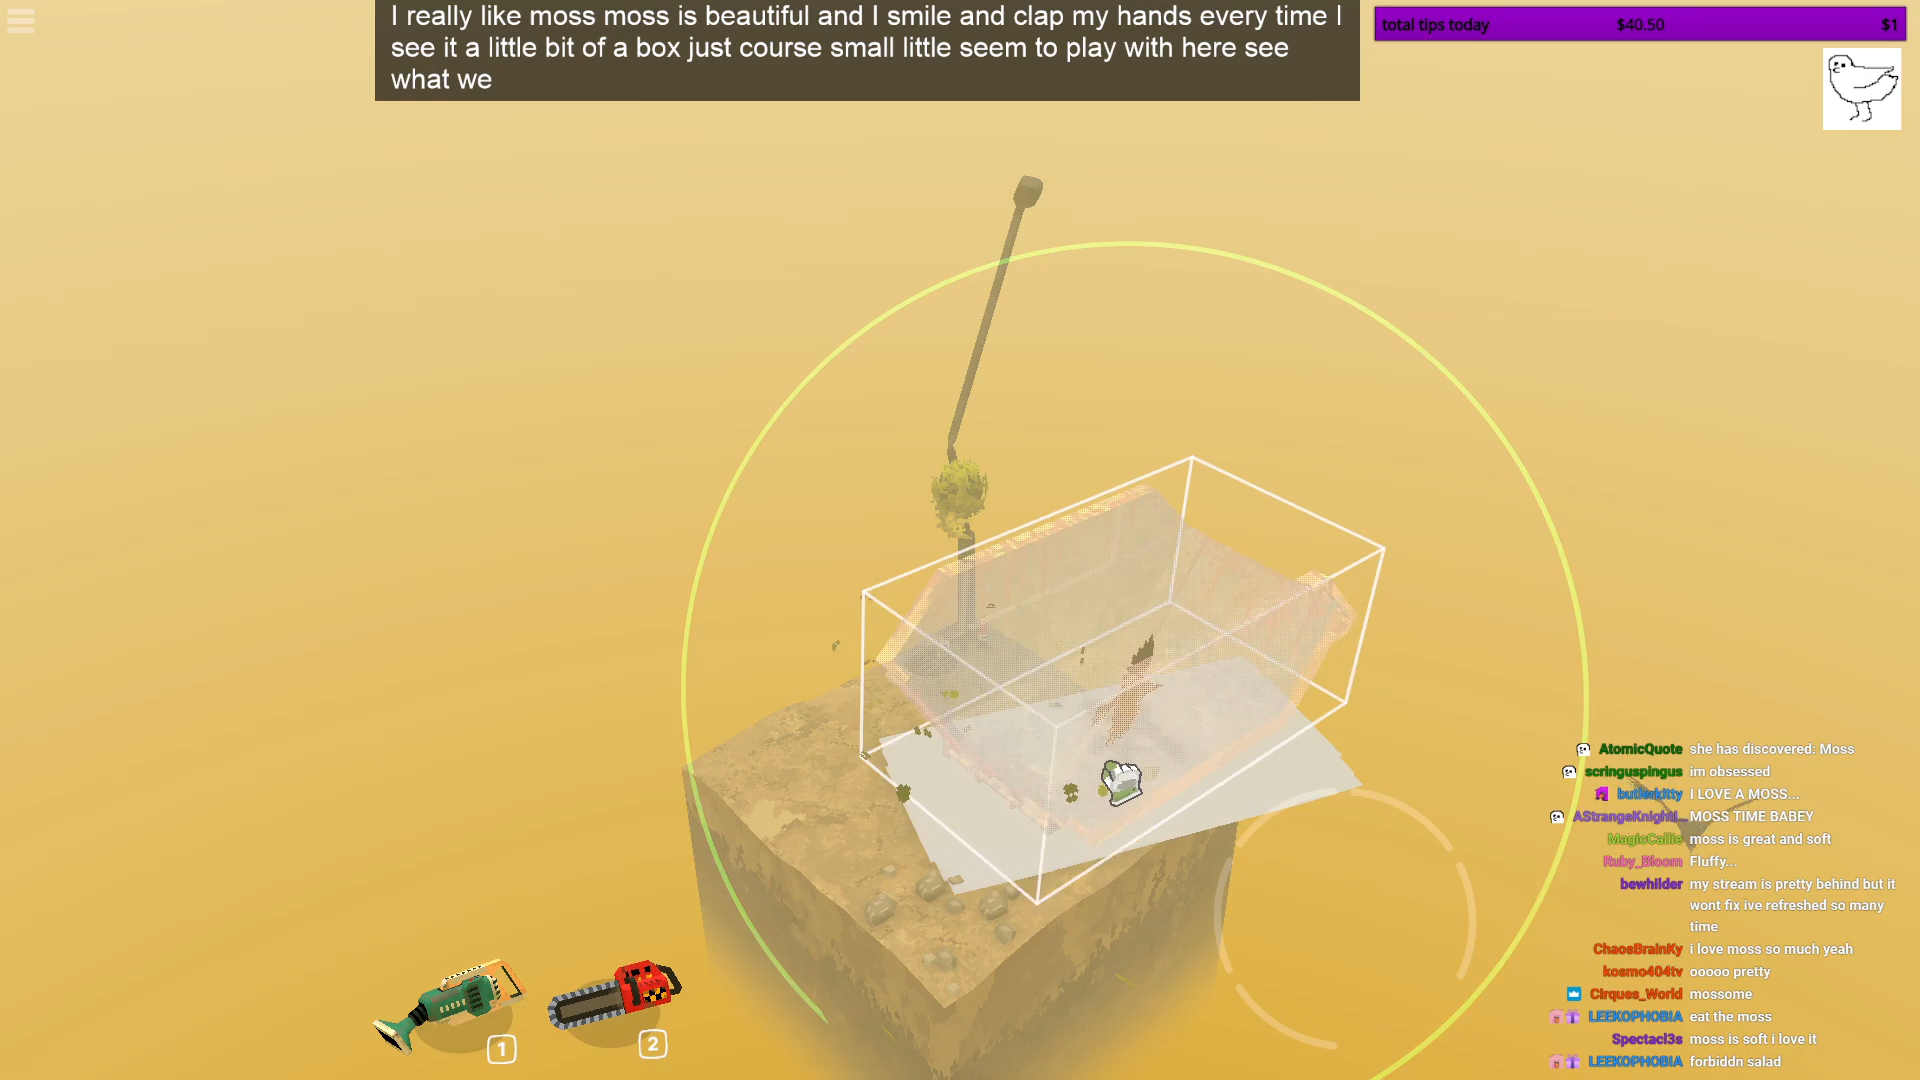 I really like moss moss is beautiful and I smile and clap my hands every time I
see it a little bit of a box just course small little seem to play with here see
what we
total tips today $40.50 $1
AtomicQuote she has discovered: Moss
scringuspingus im obsessed
butlerkitty I LOVE A MOSS...
AStrangeKnightl... MOSS TIME BABEY
MagicCallie moss is great and soft
Ruby_Bloom Fluffy...
bewhilder my stream is pretty behind but it
wont fix ive refreshed so many
time
ChaosBrainKy i love moss so much yeah
kosmo404tv ooooo pretty
Cirques_World mossome
LEEKOPHOBIA eat the moss
Spectacl3s moss is soft i love it
LEEKOPHOBIA forbiddn salad
1
2